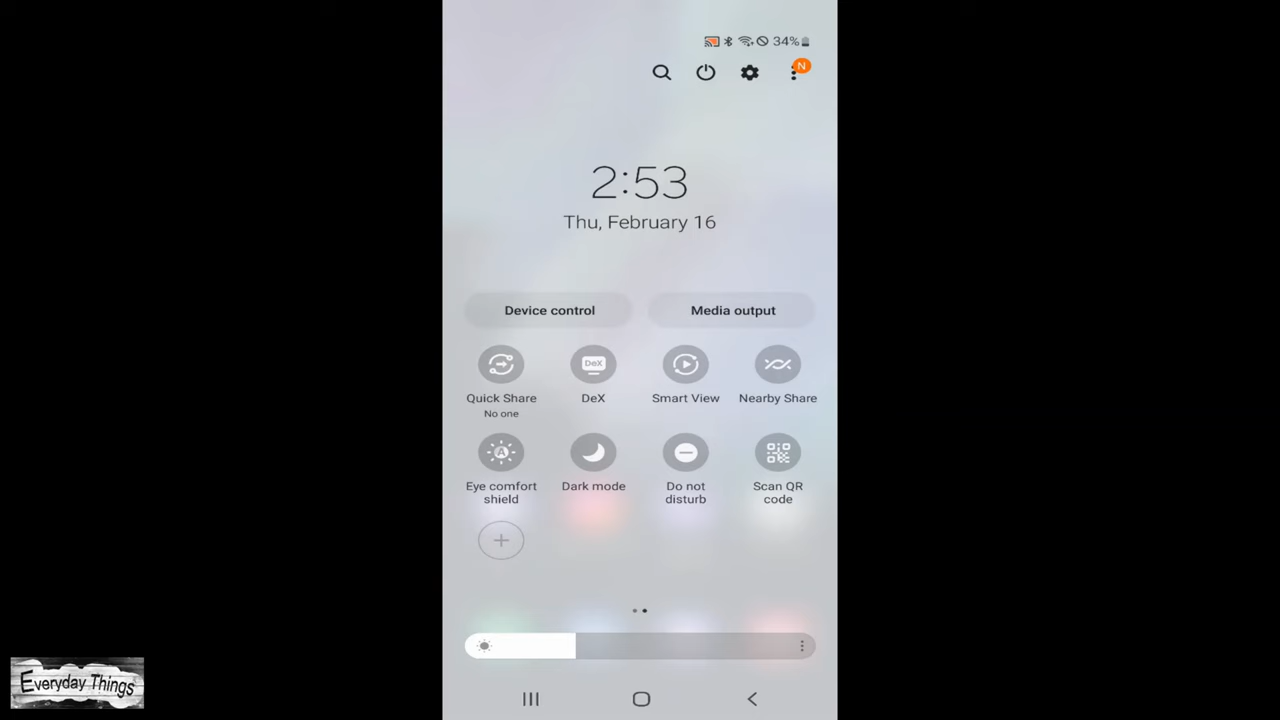 34%
N
2:53
Thu, February 16
Device control
Media output
DeX
Quick Share
DeX
Smart View
Nearby Share
No one
A
Eye comfort
shield
Dark mode
Do not
disturb
Scan QR
code
Everyday Things